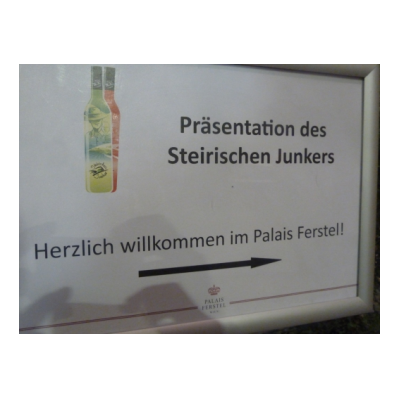 Präsentation des
Steirischen Junkers
Herzlich willkommen im Palais Ferstel!
PALAIS
FERSTEL